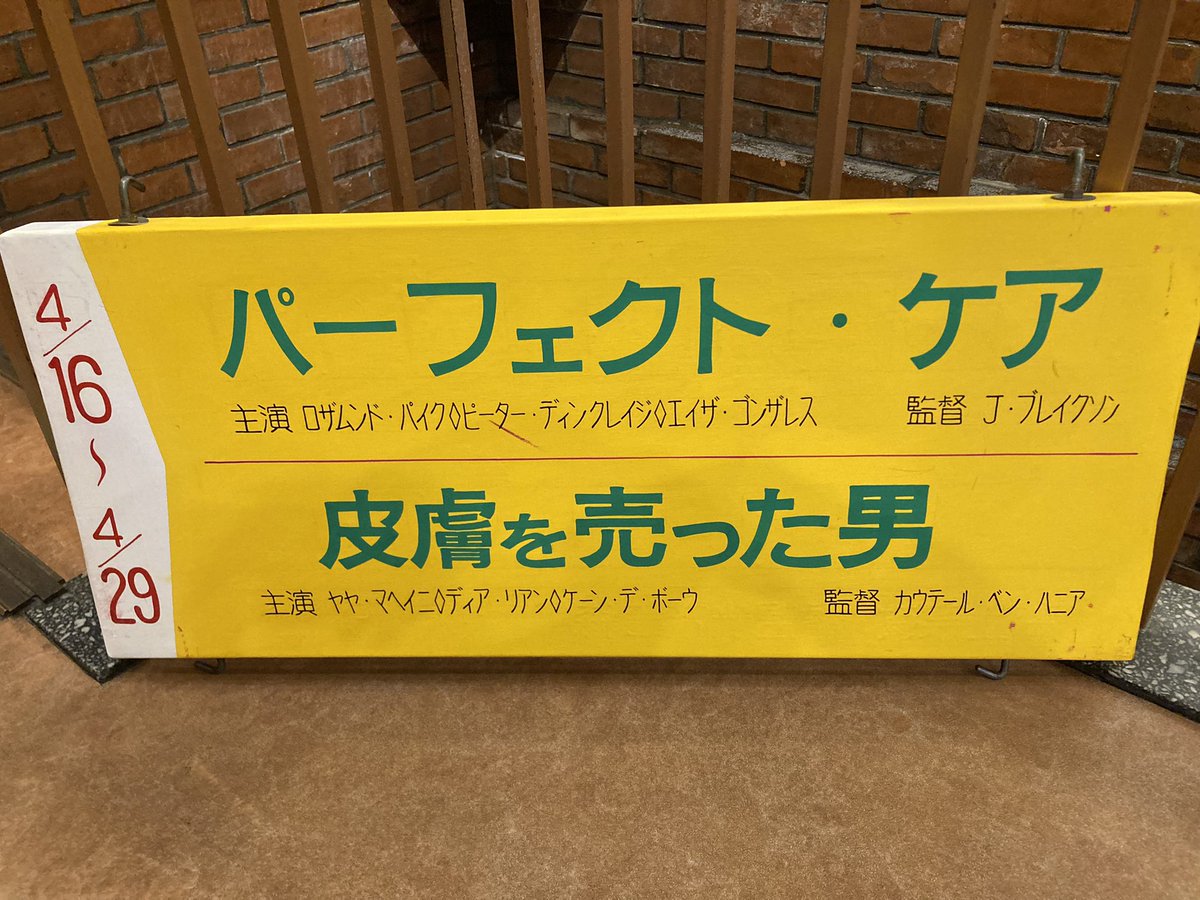 4/16〜4/29
パーフェクト・ケア
主演 ロザムンド・パイク◊ピーター・ディンクレイジ◊エイザ・ゴンザレス 監督 J・ブレイクソン
皮膚を売った男
主演 ヤヤ・マヘイニ◊ディア・リアン◊ケーン・デ・ボーウ 監督 カウテール・ベン・ハニア